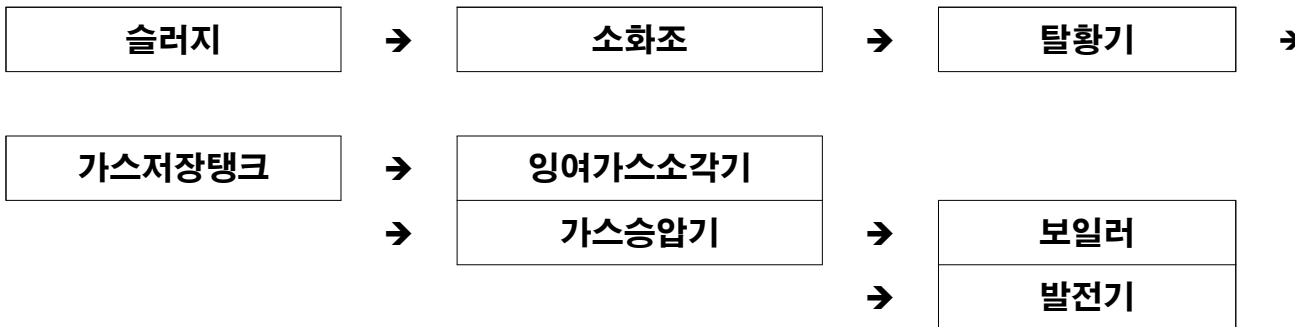 슬러지 → 소화조 → 탈황기 →
가스저장탱크 → 잉여가스소각기
→ 가스승압기 → 보일러
→ 발전기